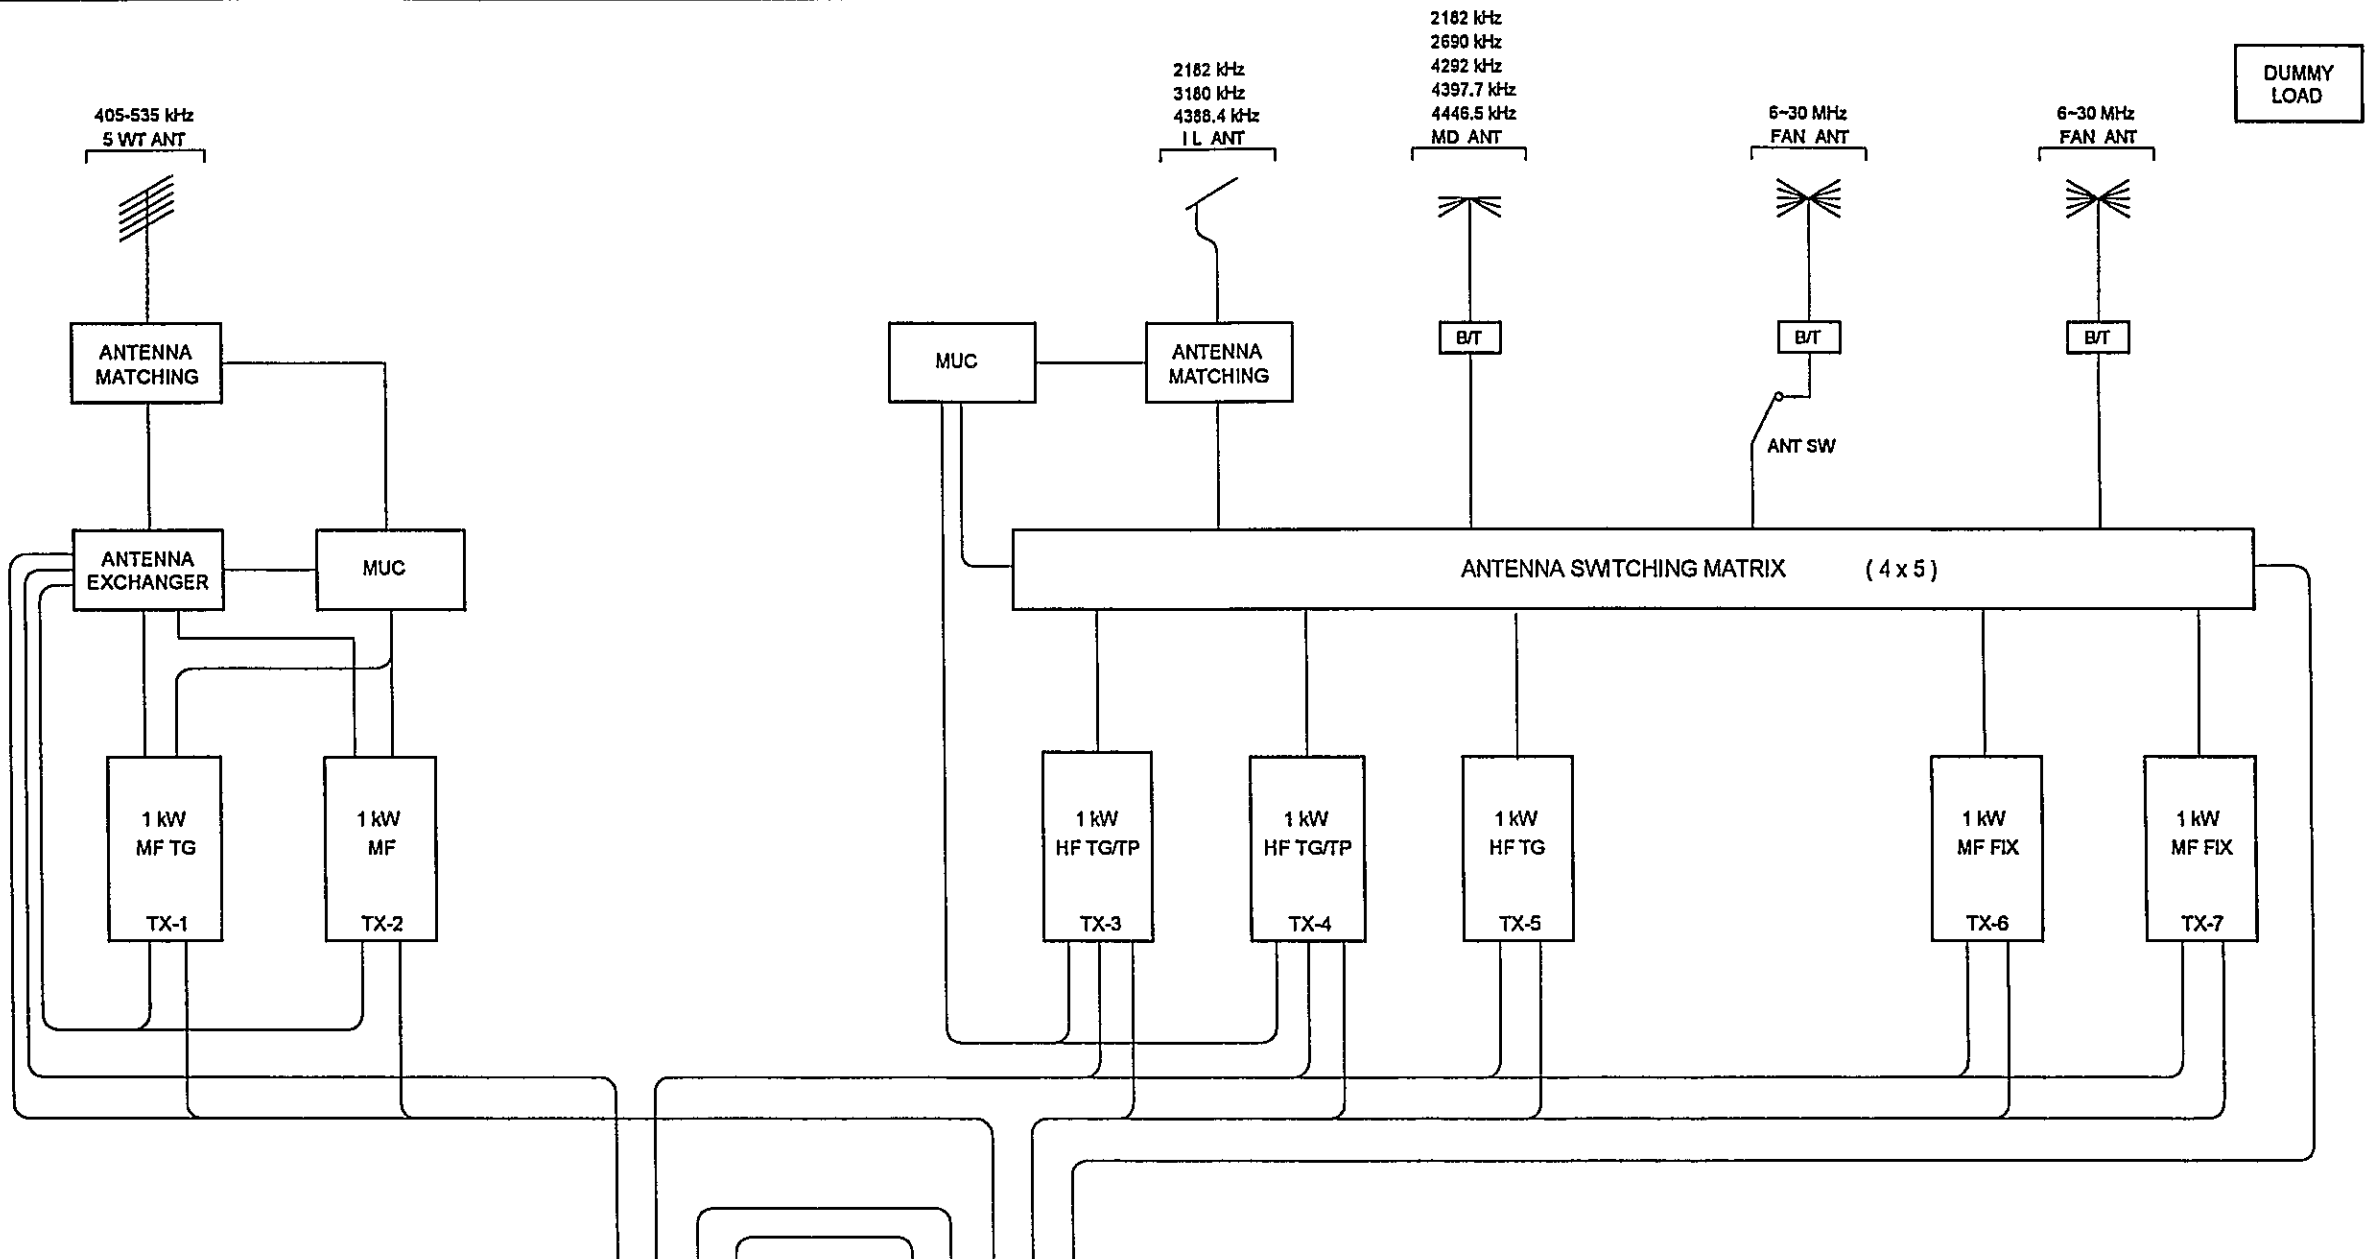 2182 kHz
2690 kHz
4292 kHz
4397.7 kHz
4446.5 kHz
MD ANT
2182 kHz
3180 kHz
4388.4 kHz
I L ANT
DUMMY
LOAD
405-535 kHz
5 WT ANT
6~30 MHz
FAN ANT
6~30 MHz
FAN ANT
ANTENNA
MATCHING
MUC
ANTENNA
MATCHING
B/T
B/T
B/T
ANT SW
ANTENNA
EXCHANGER
MUC
ANTENNA SWITCHING MATRIX ( 4 x 5 )
1 kW
MF TG
TX-1
1 kW
MF
TX-2
1 kW
HF TG/TP
TX-3
1 kW
HF TG/TP
TX-4
1 kW
HF TG
TX-5
1 kW
MF FIX
TX-6
1 kW
MF FIX
TX-7